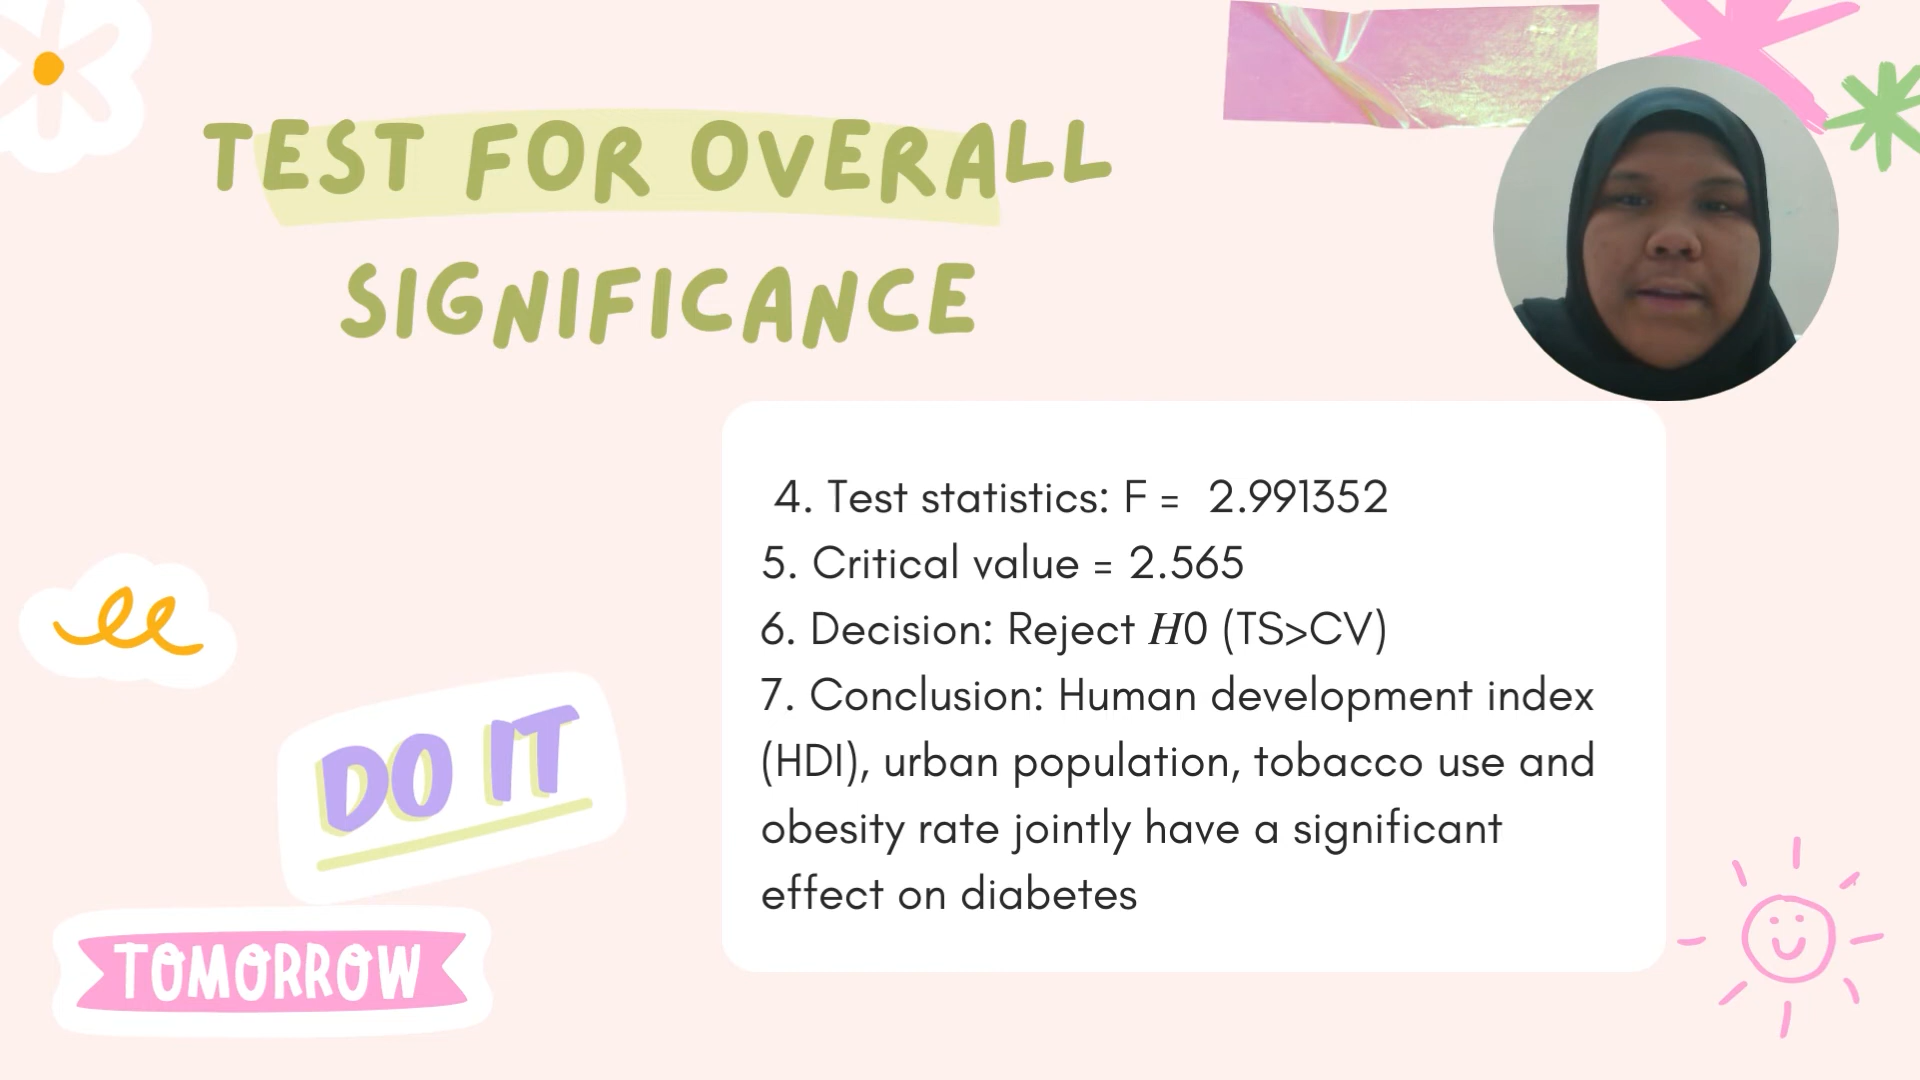 TEST FOR OVERALL
SIGNIFICANCE
4. Test statistics: F = 2.991352
5. Critical value = 2.565
6. Decision: Reject 𝐻0 (TS>CV)
7. Conclusion: Human development index
(HDI), urban population, tobacco use and
obesity rate jointly have a significant
effect on diabetes
DO IT
TOMORROW